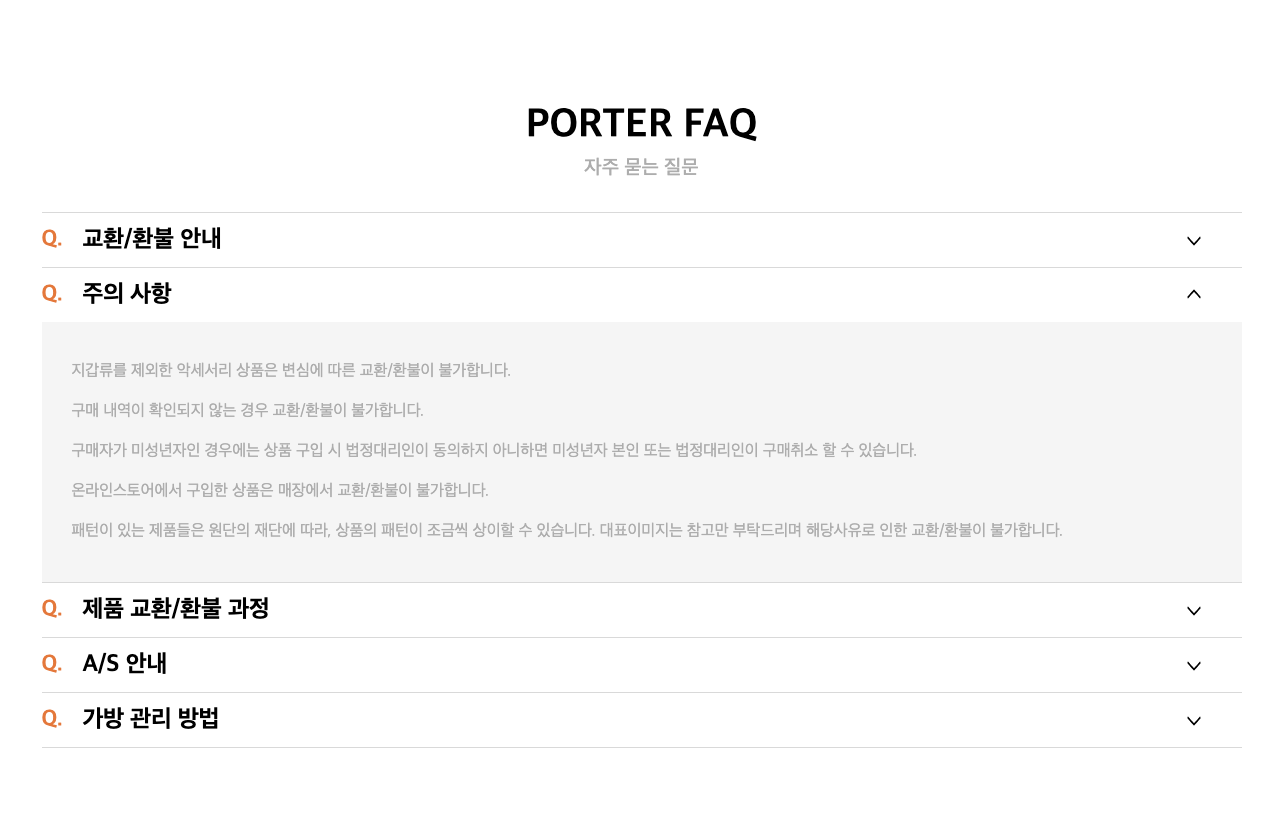 PORTER FAQ
자주 묻는 질문
Q. 교환/환불 안내
Q. 주의 사항
지갑류를 제외한 악세서리 상품은 변심에 따른 교환/환불이 불가합니다.
구매 내역이 확인되지 않는 경우 교환/환불이 불가합니다.
구매자가 미성년자인 경우에는 상품 구입 시 법정대리인이 동의하지 아니하면 미성년자 본인 또는 법정대리인이 구매취소 할 수 있습니다.
온라인스토어에서 구입한 상품은 매장에서 교환/환불이 불가합니다.
패턴이 있는 제품들은 원단의 재단에 따라, 상품의 패턴이 조금씩 상이할 수 있습니다. 대표이미지는 참고만 부탁드리며 해당사유로 인한 교환/환불이 불가합니다.
Q. 제품 교환/환불 과정
Q. A/S 안내
Q. 가방 관리 방법